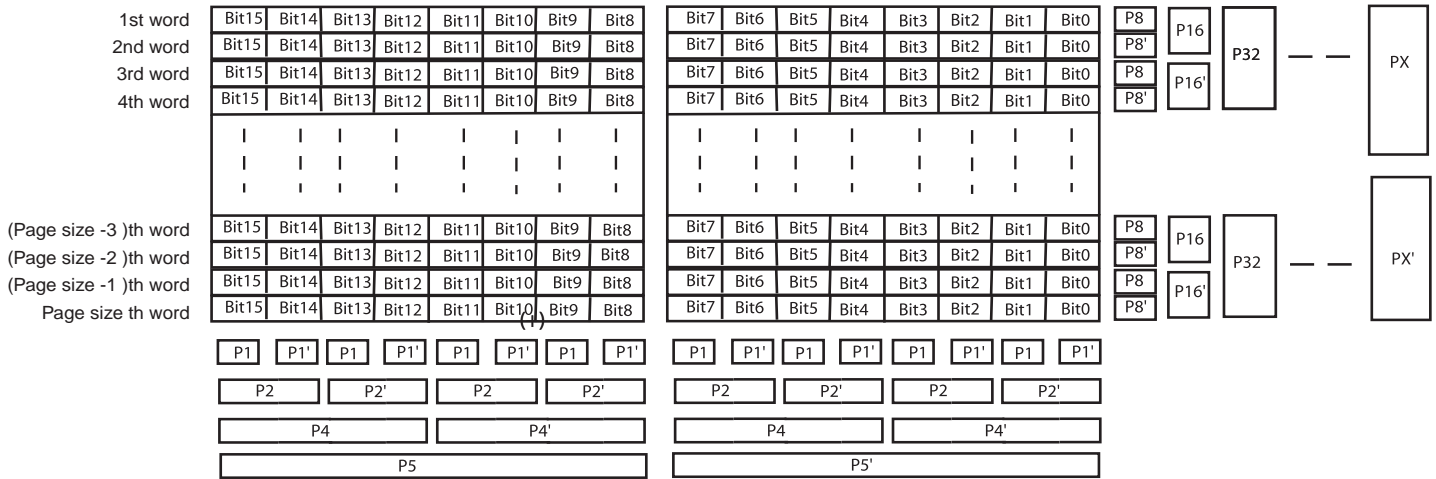 1st word Bit15 Bit14 Bit13 Bit12 Bit11 Bit10 Bit9 Bit8 Bit7 Bit6 Bit5 Bit4 Bit3 Bit2 Bit1 Bit0 P8 P16 P32 PX
2nd word Bit15 Bit14 Bit13 Bit12 Bit11 Bit10 Bit9 Bit8 Bit7 Bit6 Bit5 Bit4 Bit3 Bit2 Bit1 Bit0 P8'
3rd word Bit15 Bit14 Bit13 Bit12 Bit11 Bit10 Bit9 Bit8 Bit7 Bit6 Bit5 Bit4 Bit3 Bit2 Bit1 Bit0 P8 P16'
4th word Bit15 Bit14 Bit13 Bit12 Bit11 Bit10 Bit9 Bit8 Bit7 Bit6 Bit5 Bit4 Bit3 Bit2 Bit1 Bit0 P8'
(Page size -3 )th word Bit15 Bit14 Bit13 Bit12 Bit11 Bit10 Bit9 Bit8 Bit7 Bit6 Bit5 Bit4 Bit3 Bit2 Bit1 Bit0 P8 P16 P32 PX'
(Page size -2 )th word Bit15 Bit14 Bit13 Bit12 Bit11 Bit10 Bit9 Bit8 Bit7 Bit6 Bit5 Bit4 Bit3 Bit2 Bit1 Bit0 P8'
(Page size -1 )th word Bit15 Bit14 Bit13 Bit12 Bit11 Bit10 Bit9 Bit8 Bit7 Bit6 Bit5 Bit4 Bit3 Bit2 Bit1 Bit0 P8 P16'
Page size th word Bit15 Bit14 Bit13 Bit12 Bit11 Bit10 Bit9 Bit8 Bit7 Bit6 Bit5 Bit4 Bit3 Bit2 Bit1 Bit0 P8'
P1 P1' P1 P1' P1 P1' P1 P1' P1 P1' P1 P1' P1 P1' P1 P1'
P2 P2' P2 P2' P2 P2' P2 P2'
P4 P4' P4 P4'
P5 P5'